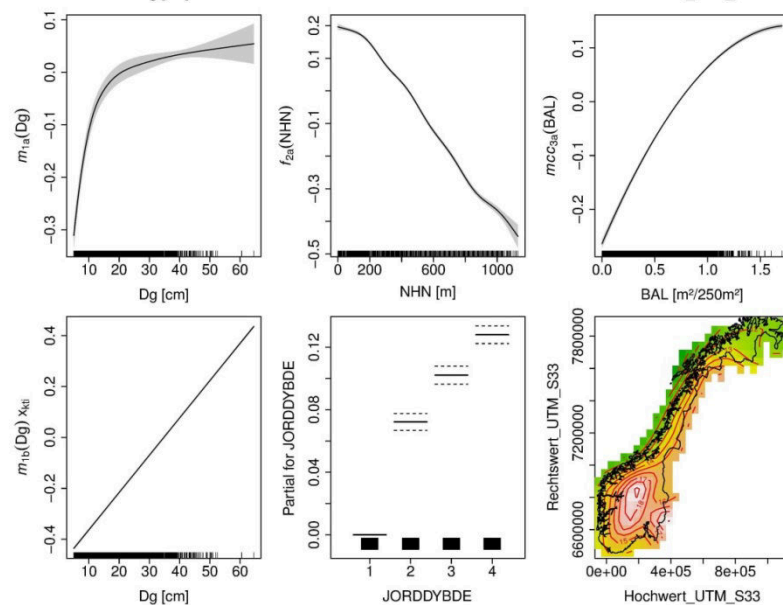 m1a(Dg)
0.1
0.0
-0.1
-0.2
-0.3
10 20 30 40 50 60
Dg [cm]
f2a(NHN)
0.2
0.1
-0.1
-0.3
-0.5
0 200 600 1000
NHN [m]
mcc3a(BAL)
0.1
0.0
-0.1
-0.2
0.0 0.5 1.0 1.5
BAL [m²/250m²]
m1b(Dg) xkti
0.4
0.2
0.0
-0.2
-0.4
10 20 30 40 50 60
Dg [cm]
Partial for JORDDYBDE
0.12
0.08
0.04
0.00
1 2 3 4
JORDDYBDE
Rechtswert_UTM_S33
7800000
7200000
6600000
0e+00 4e+05 8e+05
Hochwert_UTM_S33